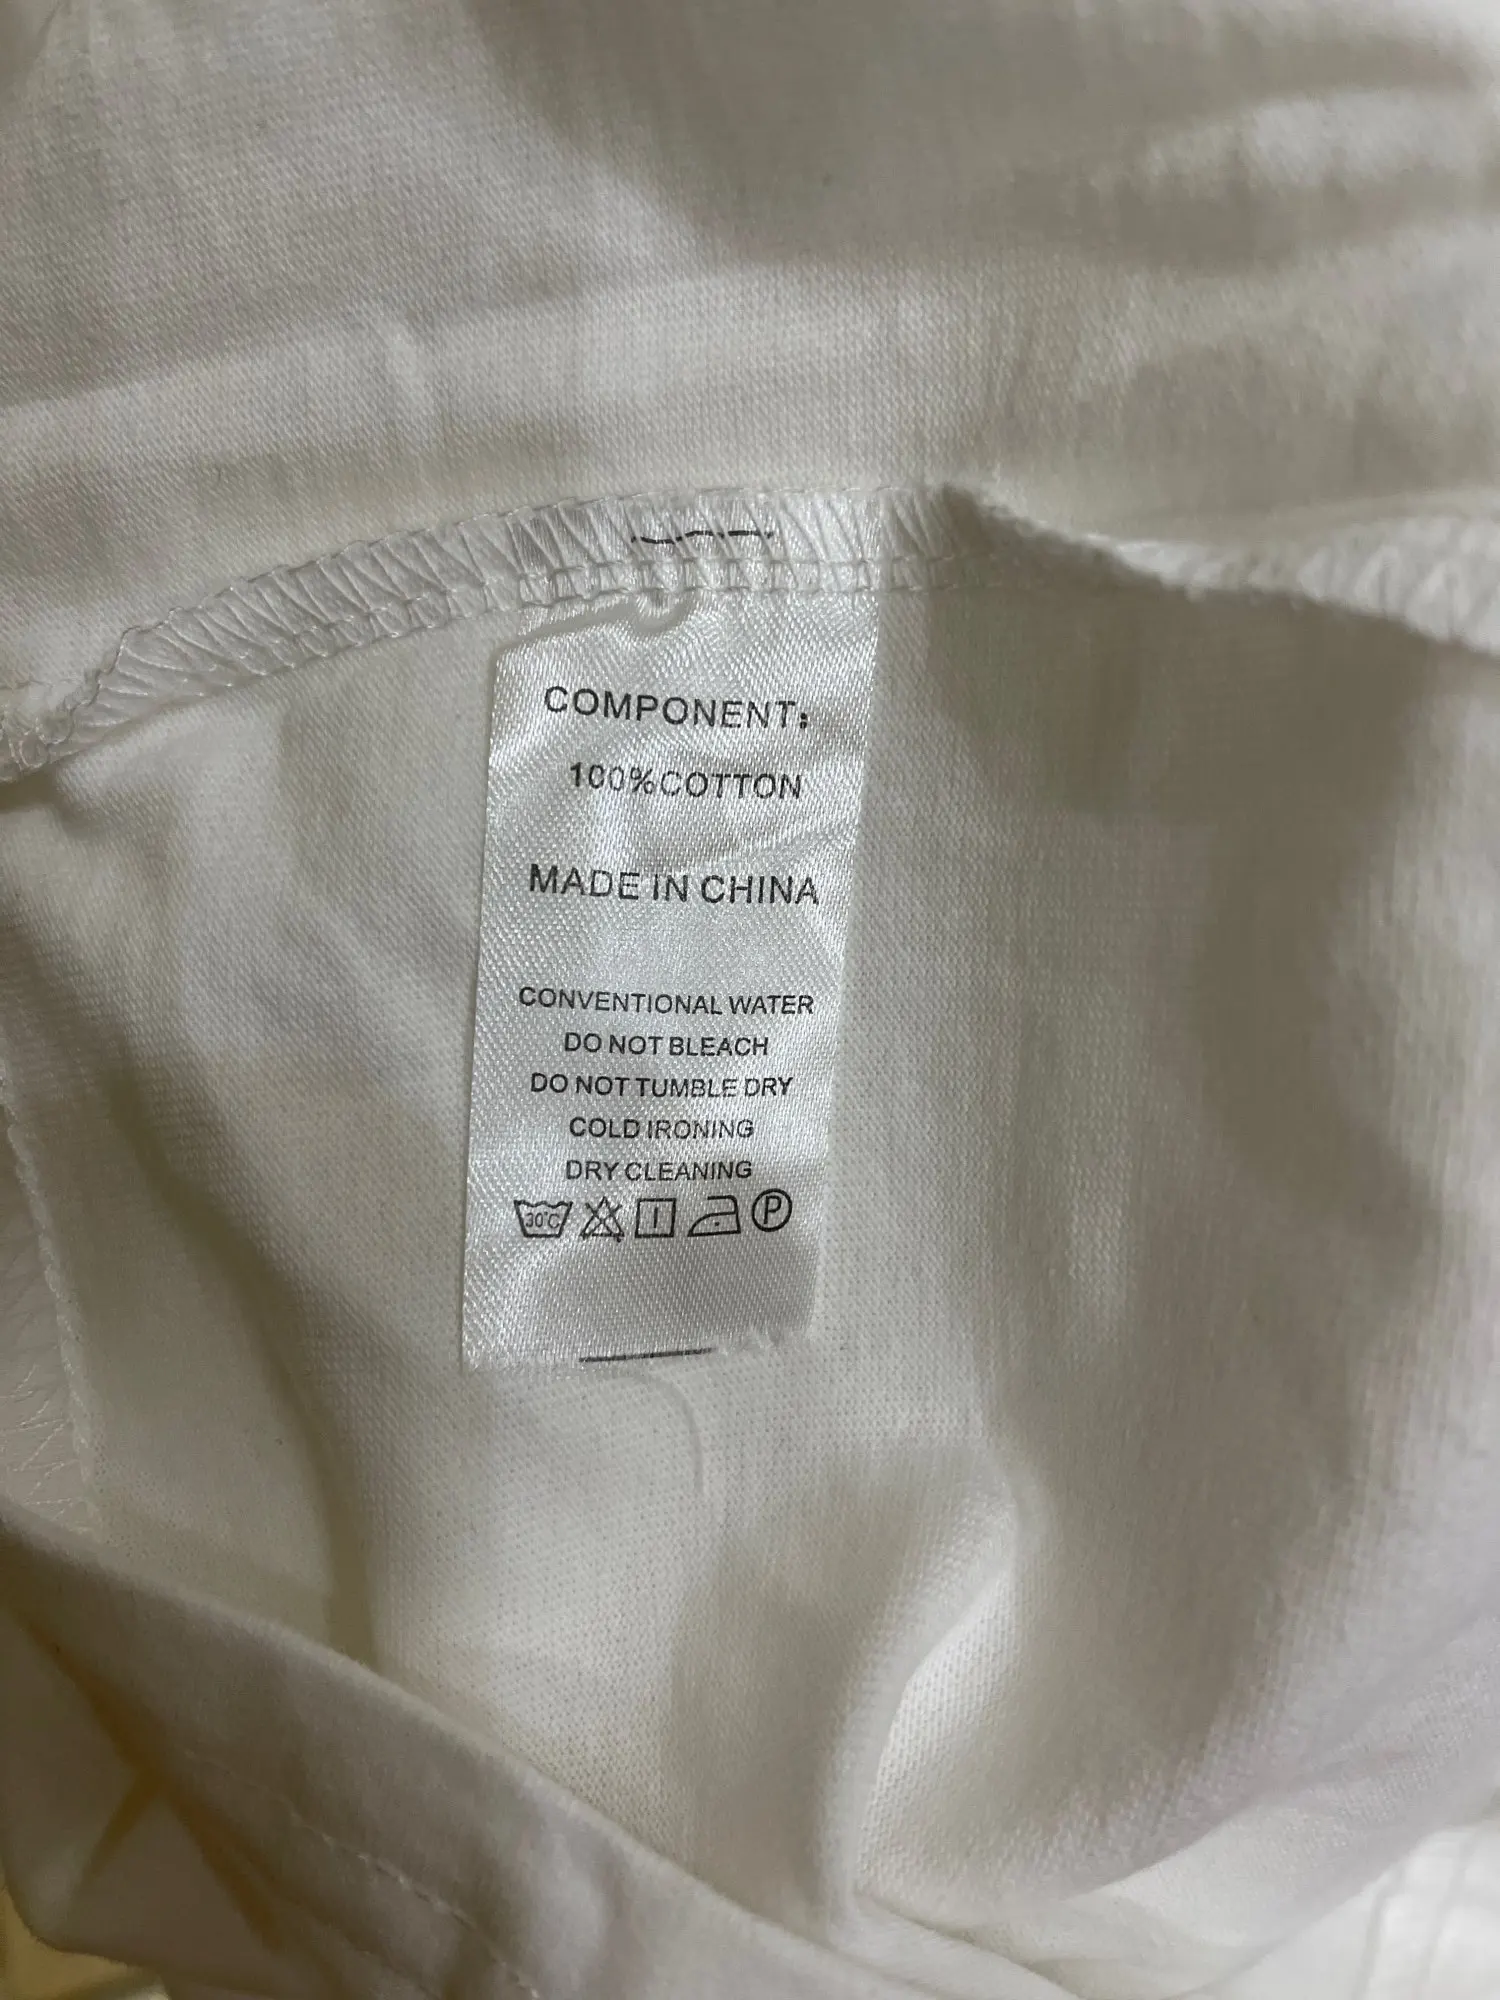 COMPONENT:
100%COTTON
MADE IN CHINA
CONVENTIONAL WATER
DO NOT BLEACH
DO NOT TUMBLE DRY
COLD IRONING
DRY CLEANING
30°C P